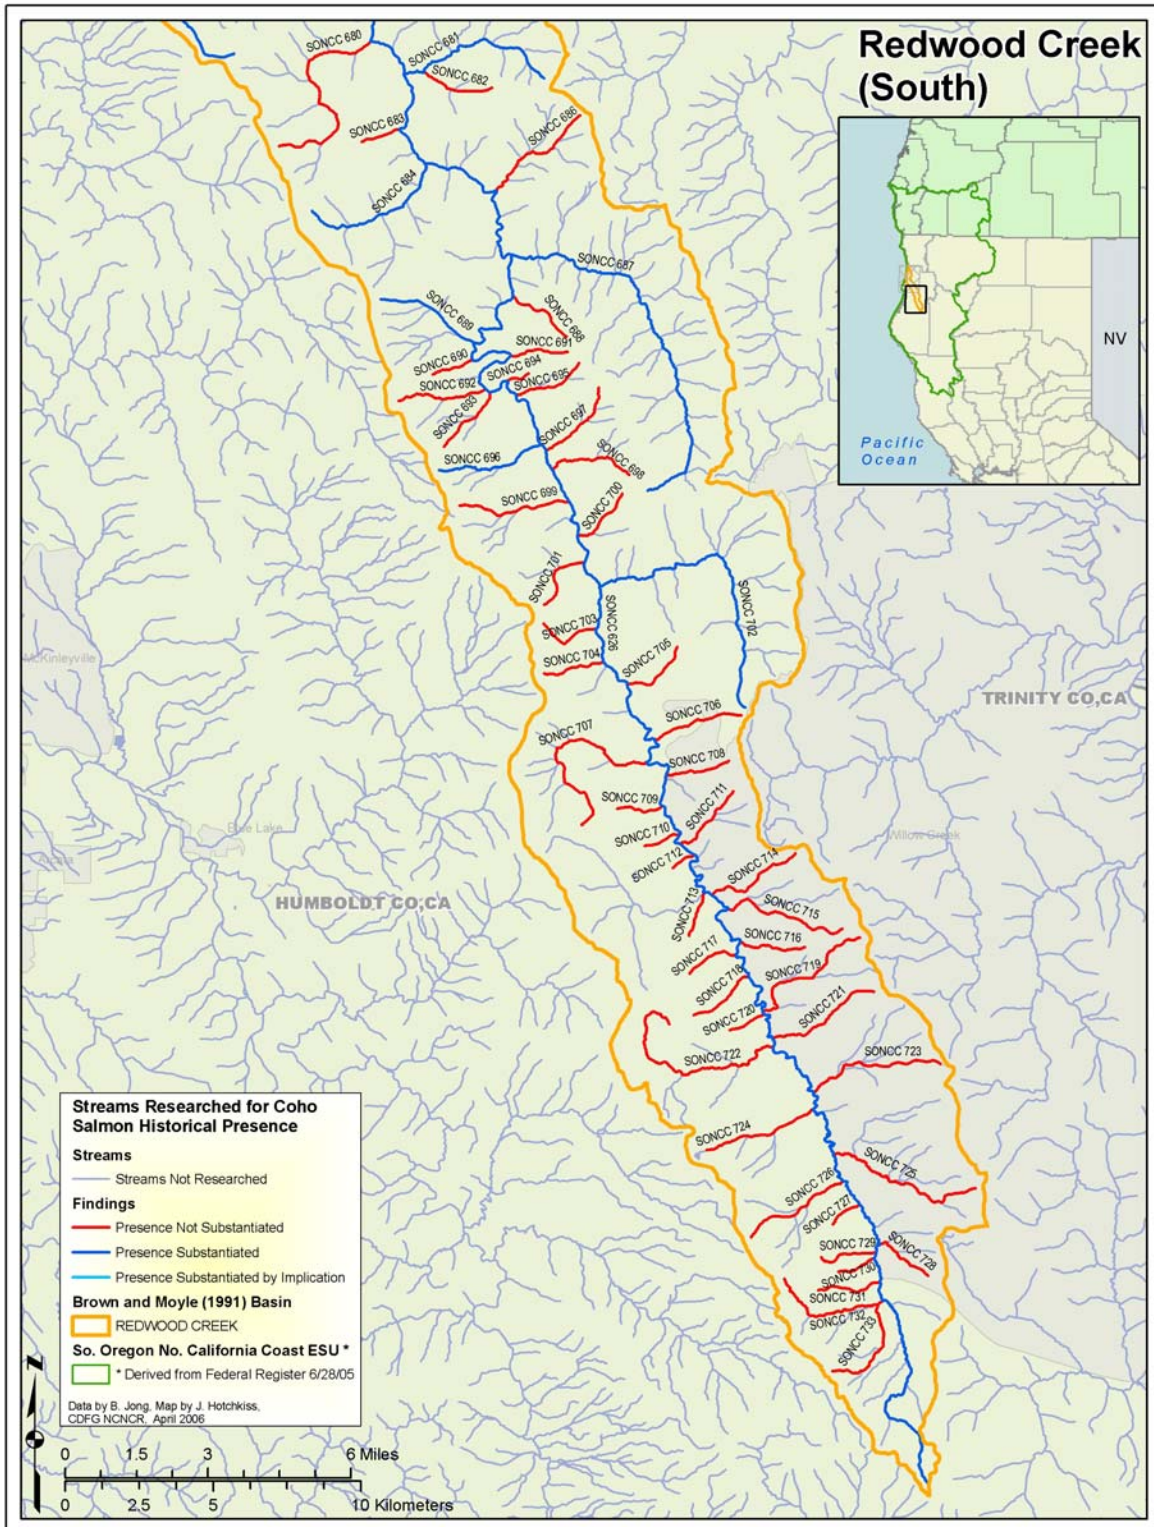 Redwood Creek
(South)
SONCC 680
SONCC 681
SONCC 682
SONCC 683
SONCC 684
SONCC 686
SONCC 687
SONCC 688
SONCC 689
SONCC 690
SONCC 691
SONCC 692
SONCC 693
SONCC 694
SONCC 695
SONCC 696
SONCC 697
SONCC 698
SONCC 699
SONCC 700
SONCC 701
SONCC 626
SONCC 702
SONCC 703
SONCC 704
SONCC 705
SONCC 706
SONCC 707
SONCC 708
SONCC 709
SONCC 710
SONCC 711
SONCC 712
SONCC 713
SONCC 714
SONCC 715
SONCC 716
SONCC 717
SONCC 718
SONCC 719
SONCC 720
SONCC 721
SONCC 722
SONCC 723
SONCC 724
SONCC 725
SONCC 726
SONCC 727
SONCC 728
SONCC 729
SONCC 730
SONCC 731
SONCC 732
SONCC 733
NV
Pacific
Ocean
McKinleyville
TRINITY CO,CA
Blue Lake
Arcata
Willow Creek
HUMBOLDT CO,CA
Streams Researched for Coho
Salmon Historical Presence
Streams
Streams Not Researched
Findings
Presence Not Substantiated
Presence Substantiated
Presence Substantiated by Implication
Brown and Moyle (1991) Basin
REDWOOD CREEK
So. Oregon No. California Coast ESU *
* Derived from Federal Register 6/28/05
Data by B. Jong, Map by J. Hotchkiss,
CDFG NCNCR, April 2006
N
0 1.5 3 6 Miles
0 2.5 5 10 Kilometers